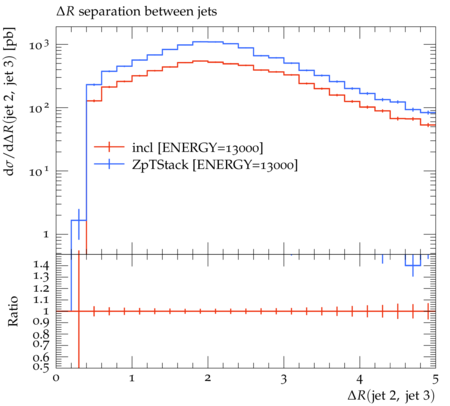 ΔR separation between jets
dσ/dΔR(jet 2, jet 3) [pb]
10³
10²
10¹
1
incl [ENERGY=13000]
ZpTStack [ENERGY=13000]
Ratio
1.4
1.3
1.2
1.1
1
0.9
0.8
0.7
0.6
0.5
0 1 2 3 4 5
ΔR(jet 2, jet 3)